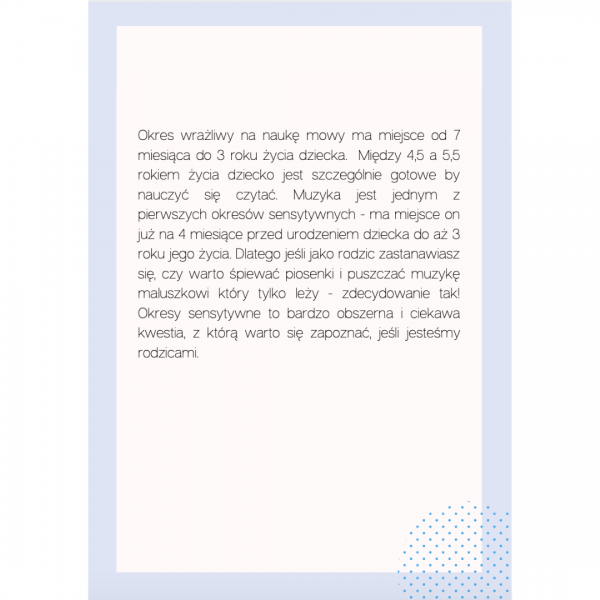 Okres wrażliwy na naukę mowy ma miejsce od 7
miesiąca do 3 roku życia dziecka. Między 4,5 a 5,5
rokiem życia dziecko jest szczególnie gotowe by
nauczyć się czytać. Muzyka jest jednym z
pierwszych okresów sensytywnych - ma miejsce on
już na 4 miesiące przed urodzeniem dziecka do aż 3
roku jego życia. Dlatego jeśli jako rodzic zastanawiasz
się, czy warto śpiewać piosenki i puszczać muzykę
maluszkowi który tylko leży - zdecydowanie tak!
Okresy sensytywne to bardzo obszerna i ciekawa
kwestia, z którą warto się zapoznać, jeśli jesteśmy
rodzicami.